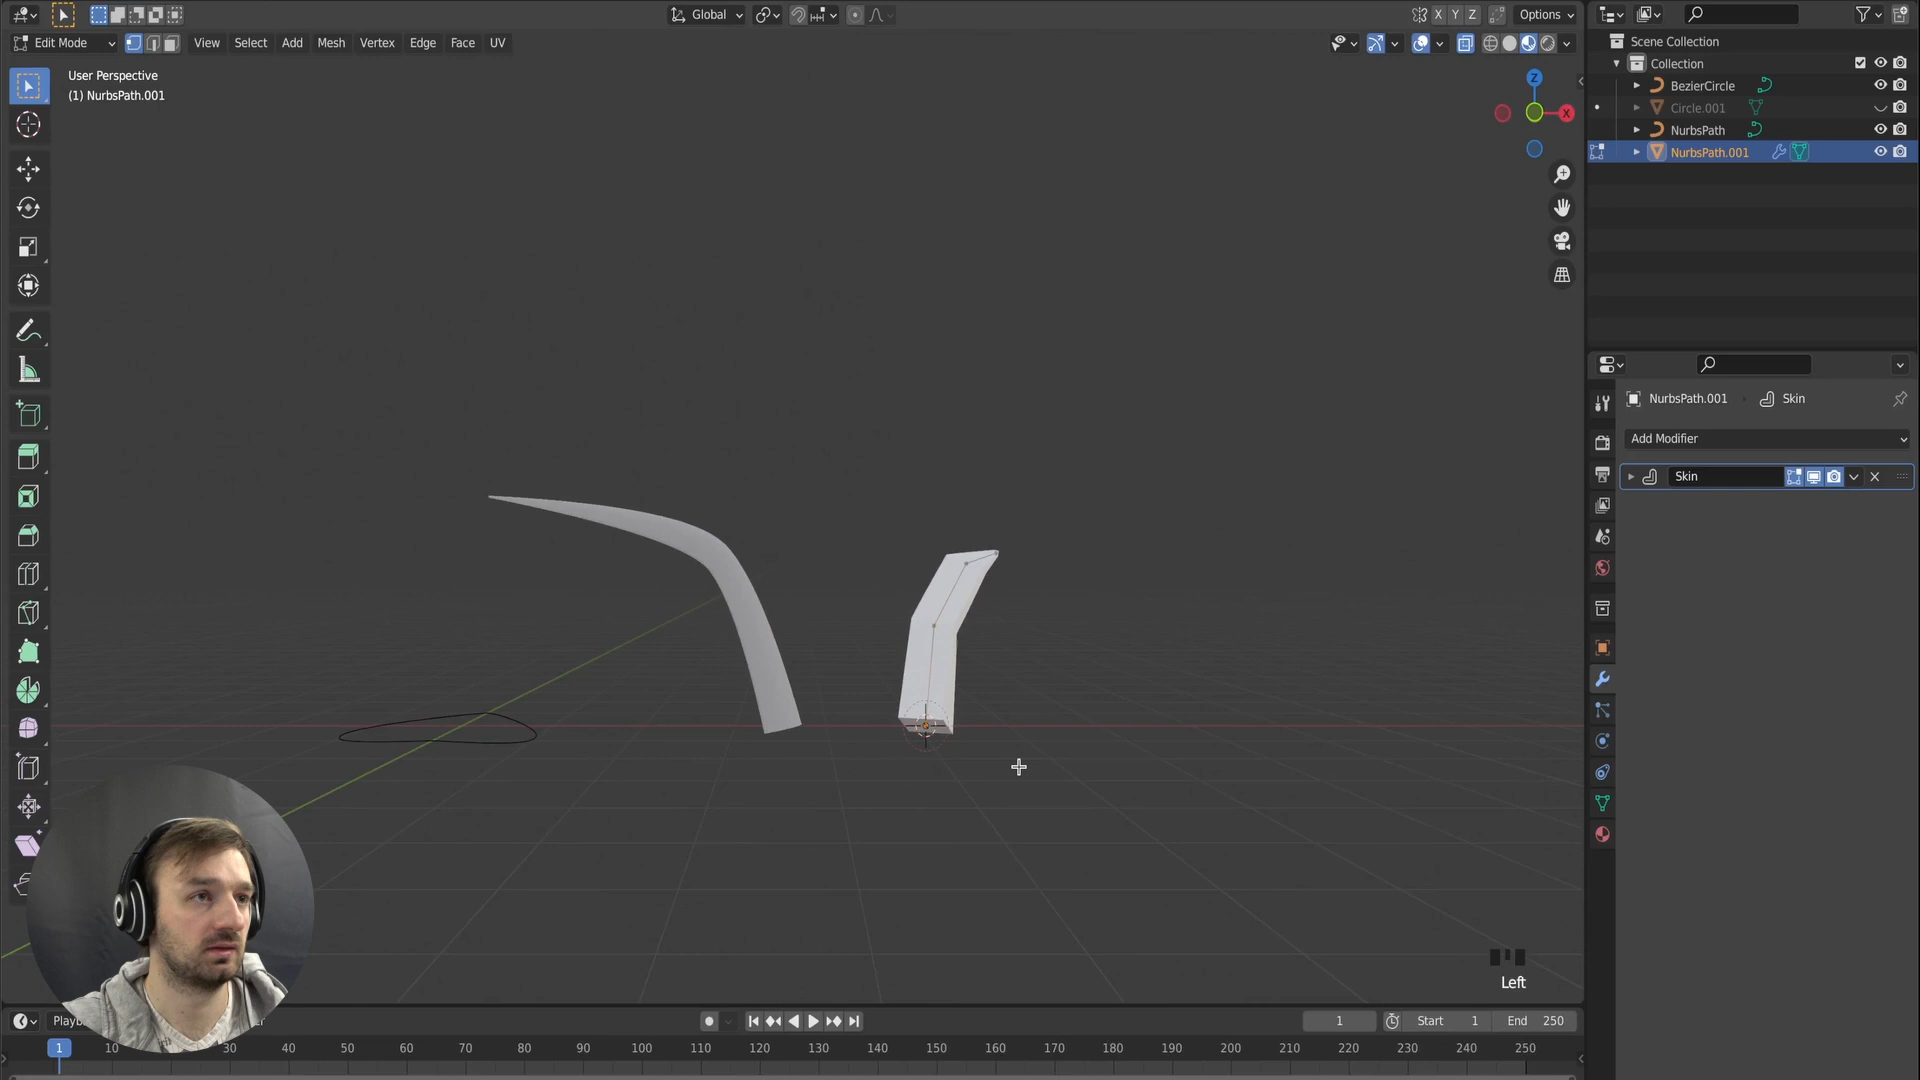 Global
X Y Z
Options
Edit Mode
View Select Add Mesh Vertex Edge Face UV
User Perspective
(1) NurbsPath.001
Z
X
Left
Scene Collection
Collection
BezierCircle
Circle.001
NurbsPath
NurbsPath.001
NurbsPath.001 Skin
Add Modifier
Skin
1
Start 1
End 250
1 10 30 40 50 60 70 80 90 100 110 120 130 140 150 160 170 180 190 200 210 220 230 240 250